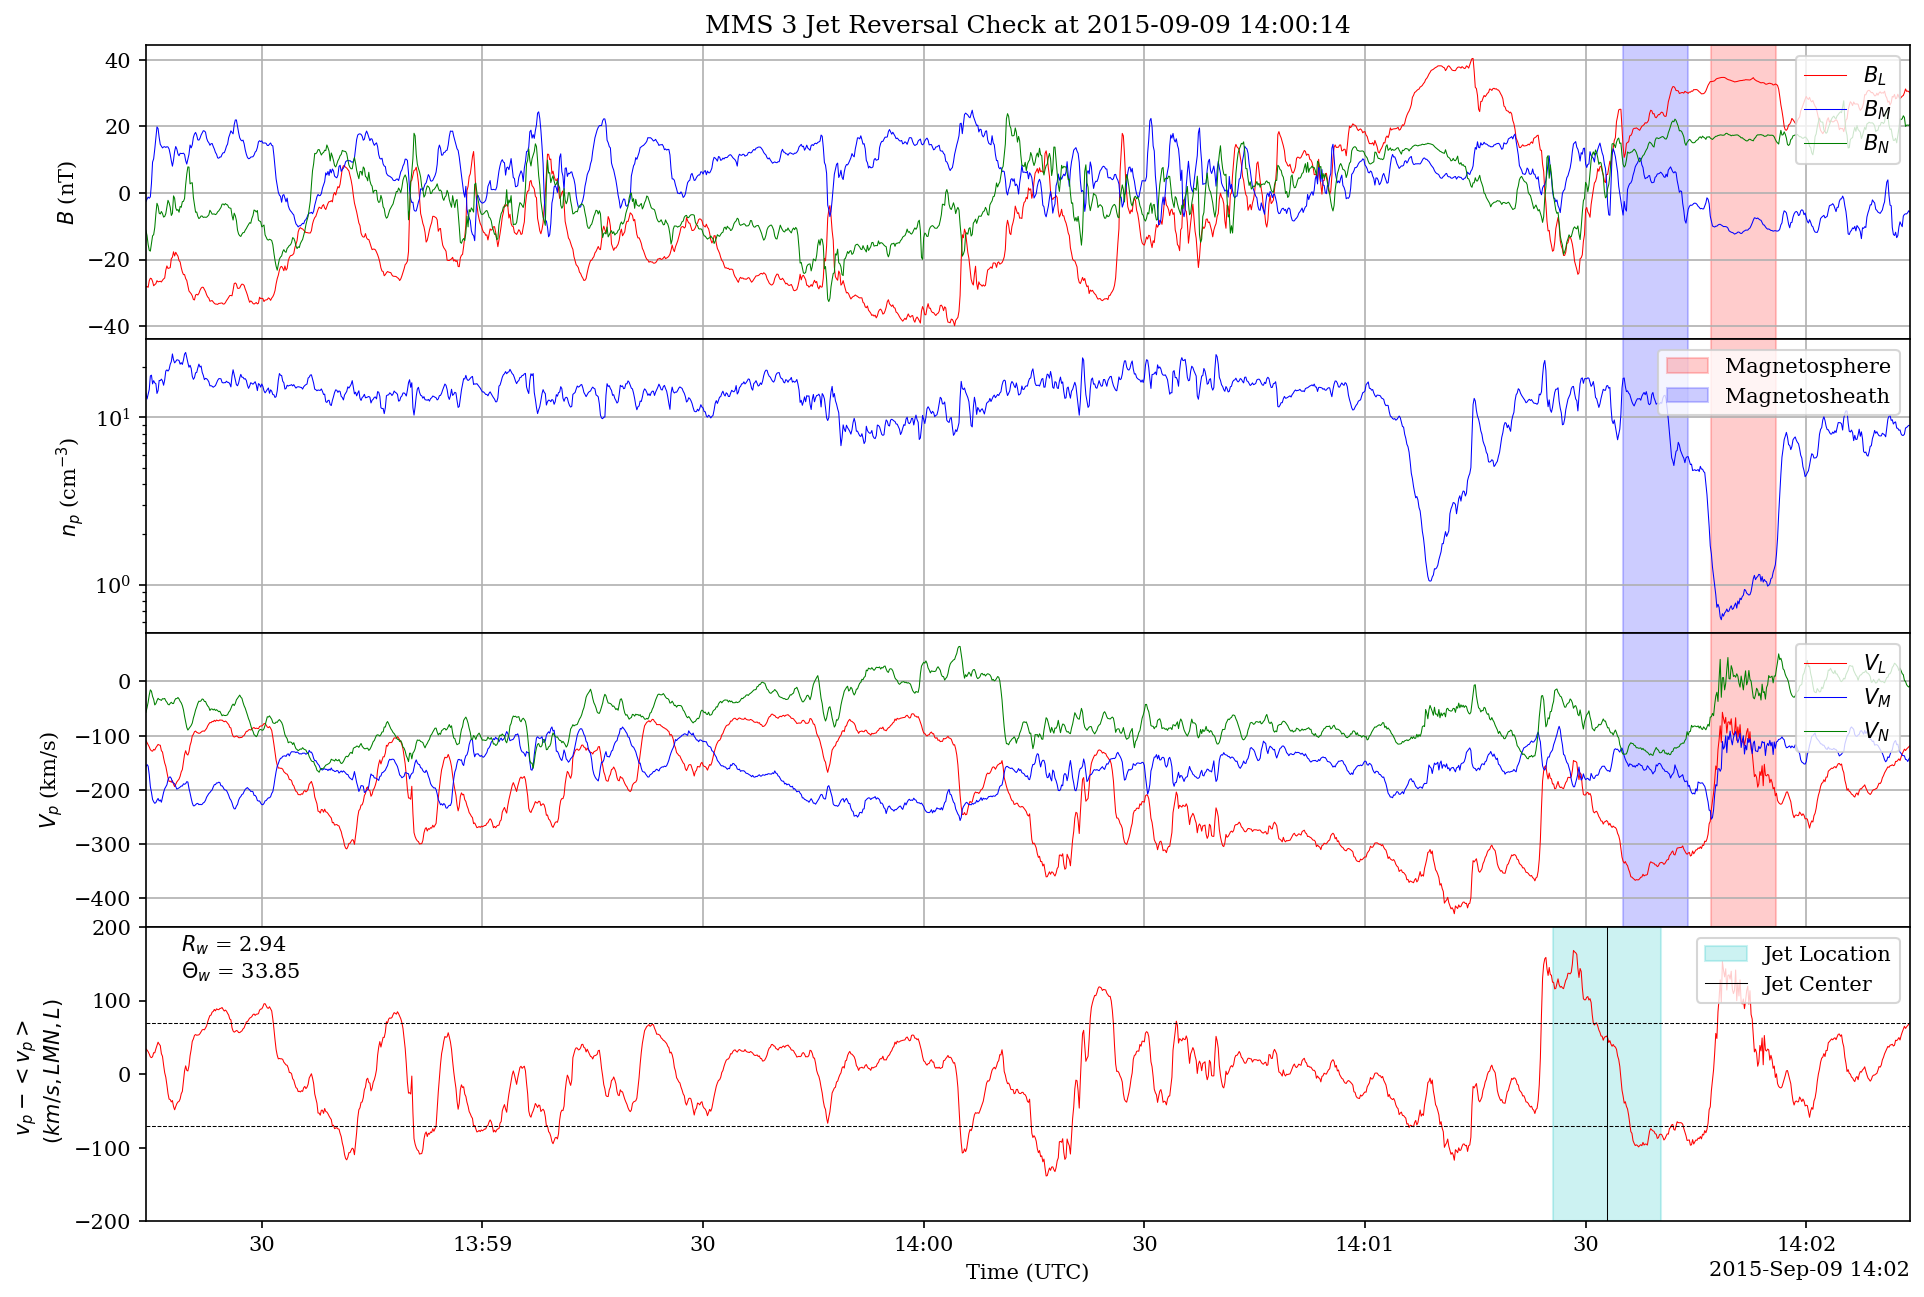 MMS 3 Jet Reversal Check at 2015-09-09 14:00:14
40
20
0
−20
−40
B (nT)
B_L
B_M
B_N
10^1
10^0
n_p (cm^−3)
Magnetosphere
Magnetosheath
0
−100
−200
−300
−400
V_p (km/s)
V_L
V_M
V_N
200
100
0
−100
−200
v_p − < v_p >
(km/s, LMN, L)
R_w = 2.94
Θ_w = 33.85
Jet Location
Jet Center
30
13:59
30
14:00
30
14:01
30
14:02
Time (UTC)
2015-Sep-09 14:02